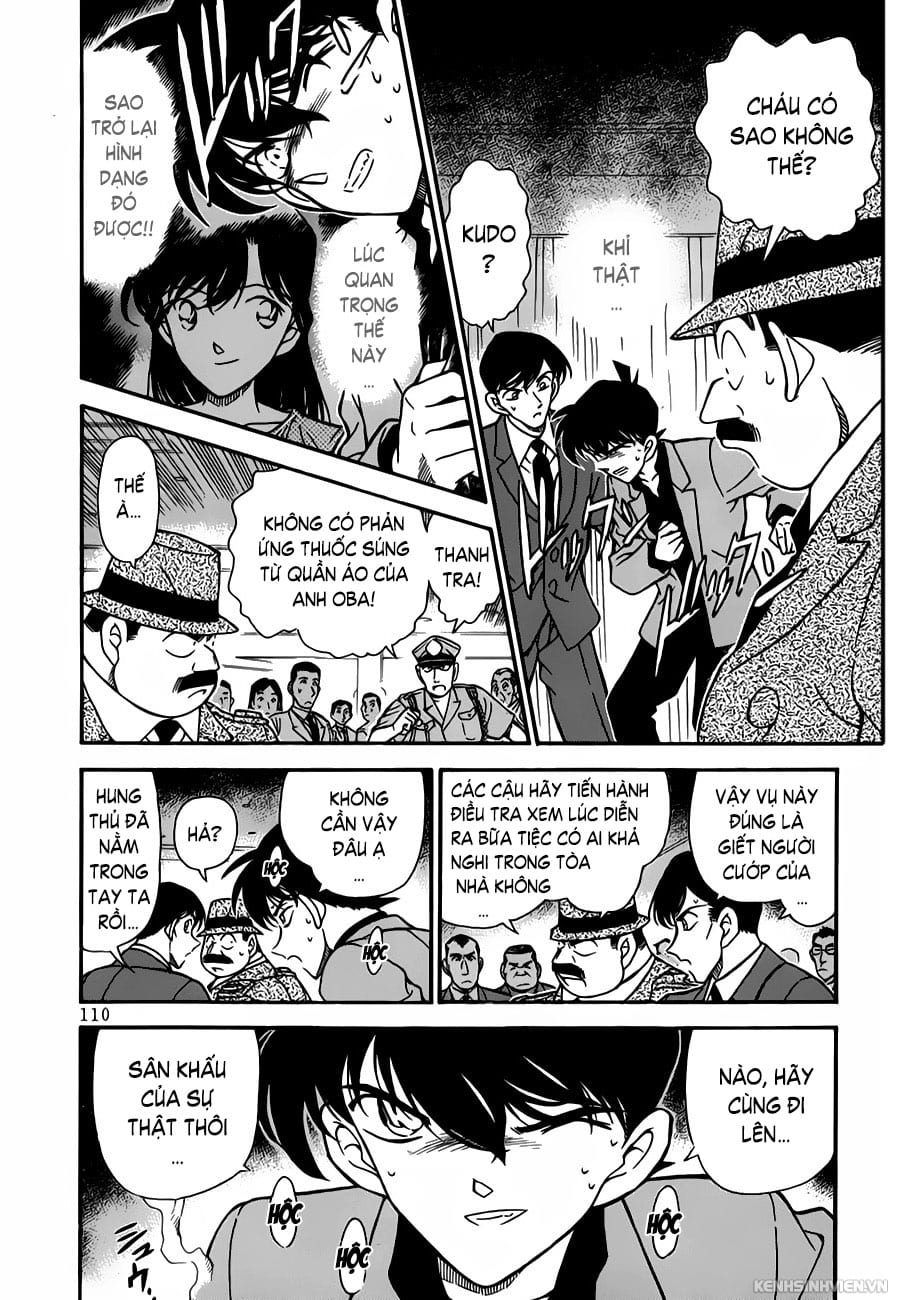 CHÁU CÓ
SAO KHÔNG
THẾ?
KUDO
?
KHỈ
THẬT
...
SAO
TRỞ LẠI
HÌNH
DẠNG
ĐÓ
ĐƯỢC!!
LÚC
QUAN
TRỌNG
THẾ
NÀY
...
THANH
TRA!
KHÔNG CÓ PHẢN
ỨNG THUỐC SÚNG
TỪ QUẦN ÁO CỦA
ANH OBA!
THẾ
À...
VẬY VỤ NÀY
ĐÚNG LÀ
GIẾT NGƯỜI
CƯỚP CỦA
...
CÁC CẬU HÃY TIẾN HÀNH
ĐIỀU TRA XEM LÚC DIỄN
RA BỮA TIỆC CÓ AI KHẢ
NGHI TRONG TÒA
NHÀ KHÔNG
...
KHÔNG
CẦN VẬY
ĐÂU Ạ
...
HỘC
HỘC
HẢ?
HUNG
THỦ ĐÃ
NẰM
TRONG
TAY TA
RỒI...
110
NÀO, HÃY
CÙNG ĐI
LÊN...
SÂN KHẤU
CỦA SỰ
THẬT THÔI
...
HỘC
HỘC
HỘC
HỘC
KENHSINHVIEN.VN